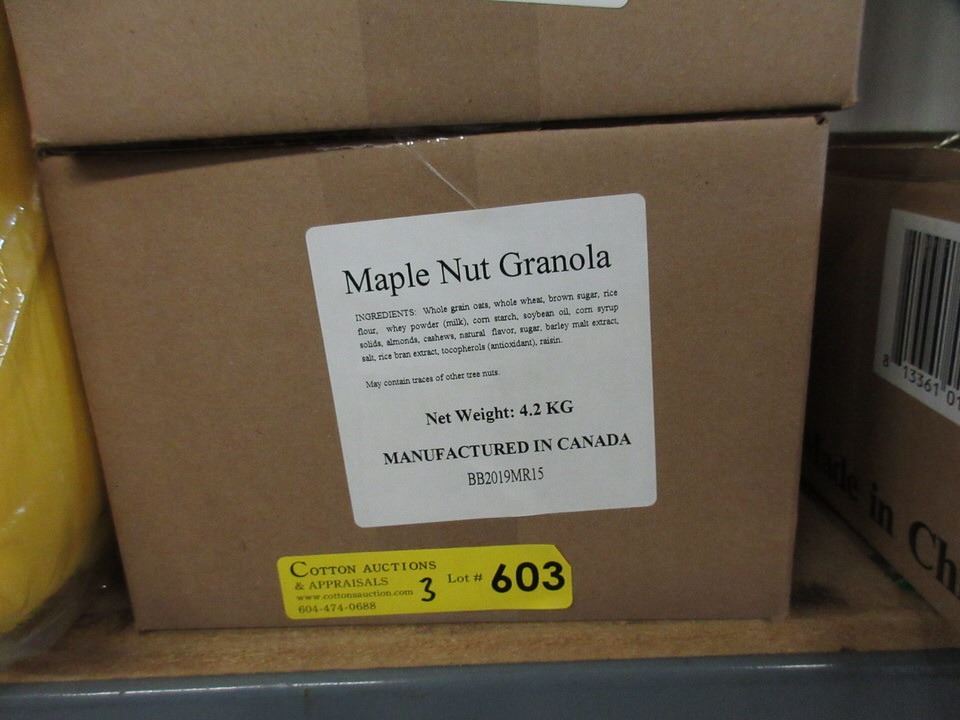 Maple Nut Granola
INGREDIENTS: Whole grain oats, whole wheat, brown sugar, rice
flour, whey powder (milk), corn starch, soybean oil, corn syrup
solids, almonds, cashews, natural flavor, sugar, barley malt extract,
salt, rice bran extract, tocopherols (antioxidant), raisin.
May contain traces of other tree nuts.
Net Weight: 4.2 KG
MANUFACTURED IN CANADA
BB2019MR15
COTTON AUCTIONS
& APPRAISALS
www.cottonsauction.com
604-474-0688
3
Lot # 603
8 13361 01
Made in Ch